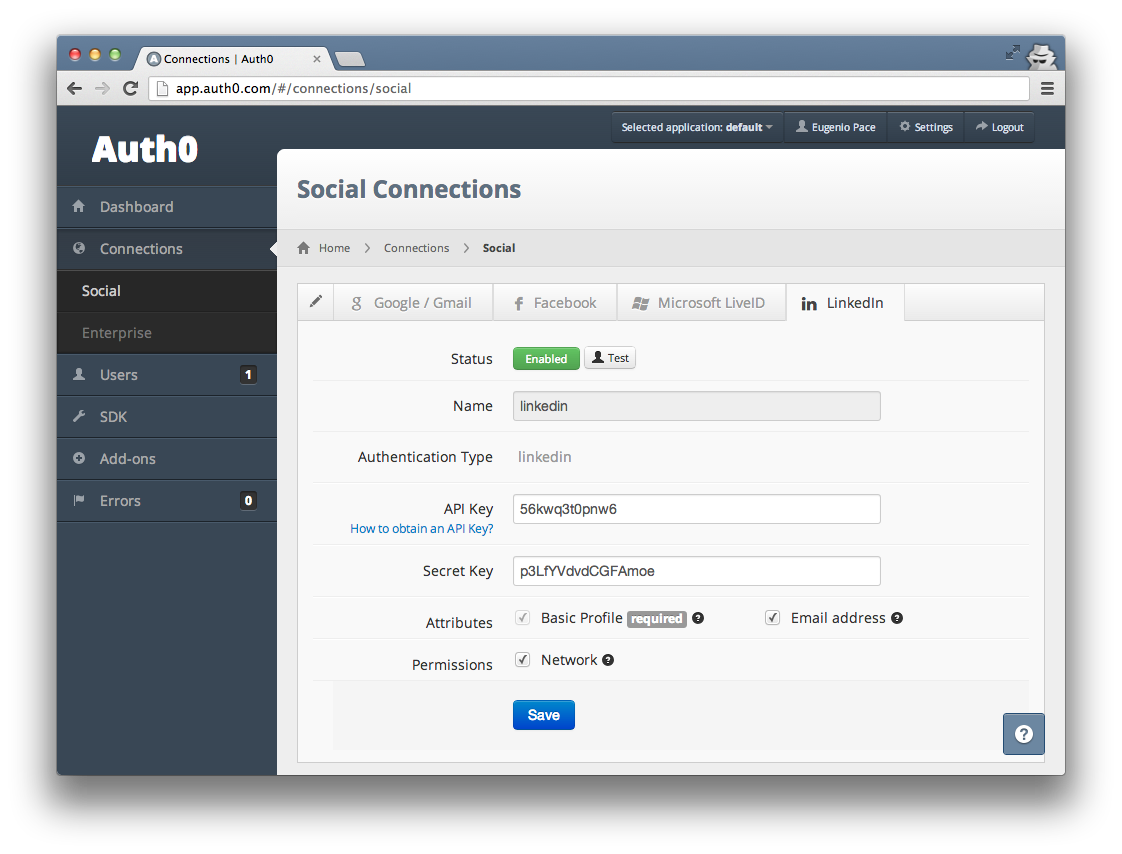 Connections | Auth0
app.auth0.com/#/connections/social
Selected application: default
Eugenio Pace
Settings
Logout
Auth0
Social Connections
Dashboard
Connections
Social
Enterprise
Users 1
SDK
Add-ons
Errors 0
Home > Connections > Social
Google / Gmail
Facebook
Microsoft LiveID
LinkedIn
Status Enabled Test
Name linkedin
Authentication Type linkedin
API Key 56kwq3t0pnw6
How to obtain an API Key?
Secret Key p3LfYVdvdCGFAmoe
Attributes Basic Profile required ? Email address ?
Permissions Network ?
Save
?